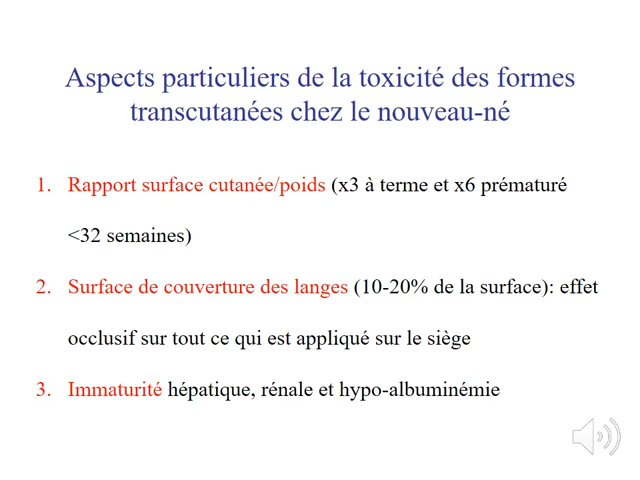 Aspects particuliers de la toxicité des formes
transcutanées chez le nouveau-né
1. Rapport surface cutanée/poids (x3 à terme et x6 prématuré
<32 semaines)
2. Surface de couverture des langes (10-20% de la surface): effet
occlusif sur tout ce qui est appliqué sur le siège
3. Immaturité hépatique, rénale et hypo-albuminémie